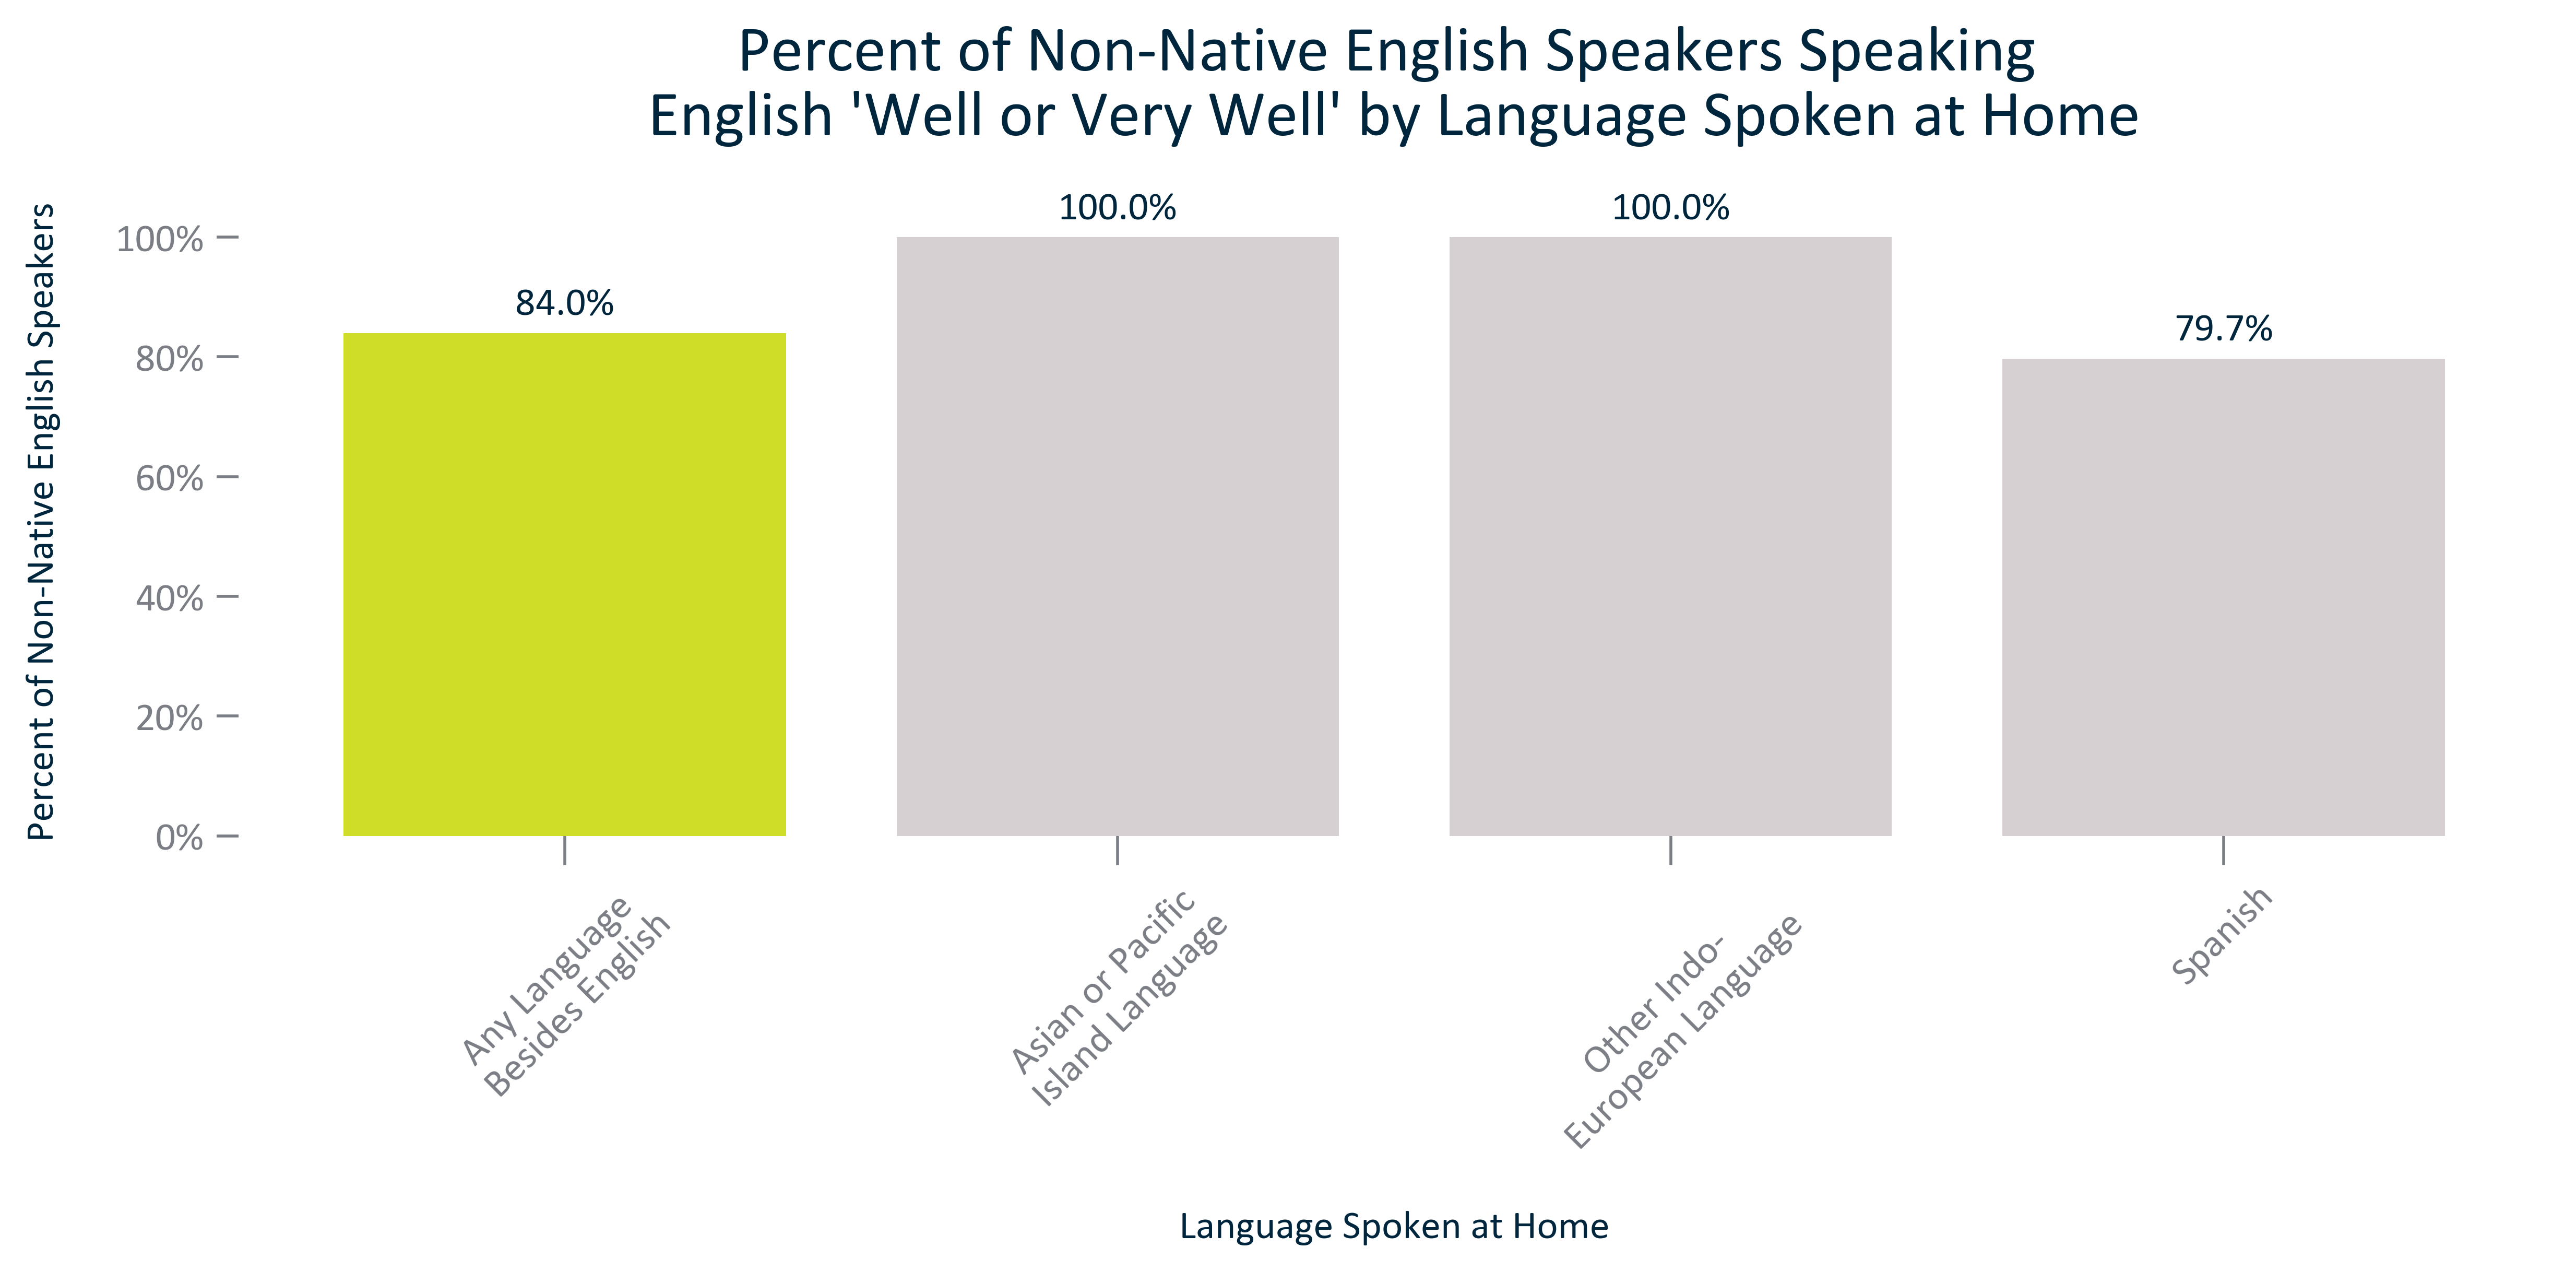 Percent of Non-Native English Speakers Speaking
English 'Well or Very Well' by Language Spoken at Home
Percent of Non-Native English Speakers
100%
80%
60%
40%
20%
0%
84.0%
100.0%
100.0%
79.7%
Any Language
Besides English
Asian or Pacific
Island Language
Other Indo-
European Language
Spanish
Language Spoken at Home